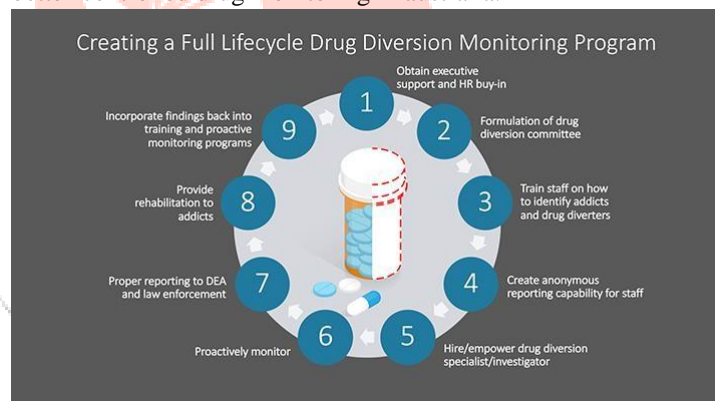 Creating a Full Lifecycle Drug Diversion Monitoring Program
1
Obtain executive
support and HR buy-in
2
Formulation of drug
diversion committee
3
Train staff on how
to identify addicts
and drug diverters
4
Create anonymous
reporting capability for staff
5
Hire/empower drug diversion
specialist/investigator
6
Proactively monitor
7
Proper reporting to DEA
and law enforcement
8
Provide
rehabilitation to
addicts
9
Incorporate findings back into
training and proactive
monitoring programs